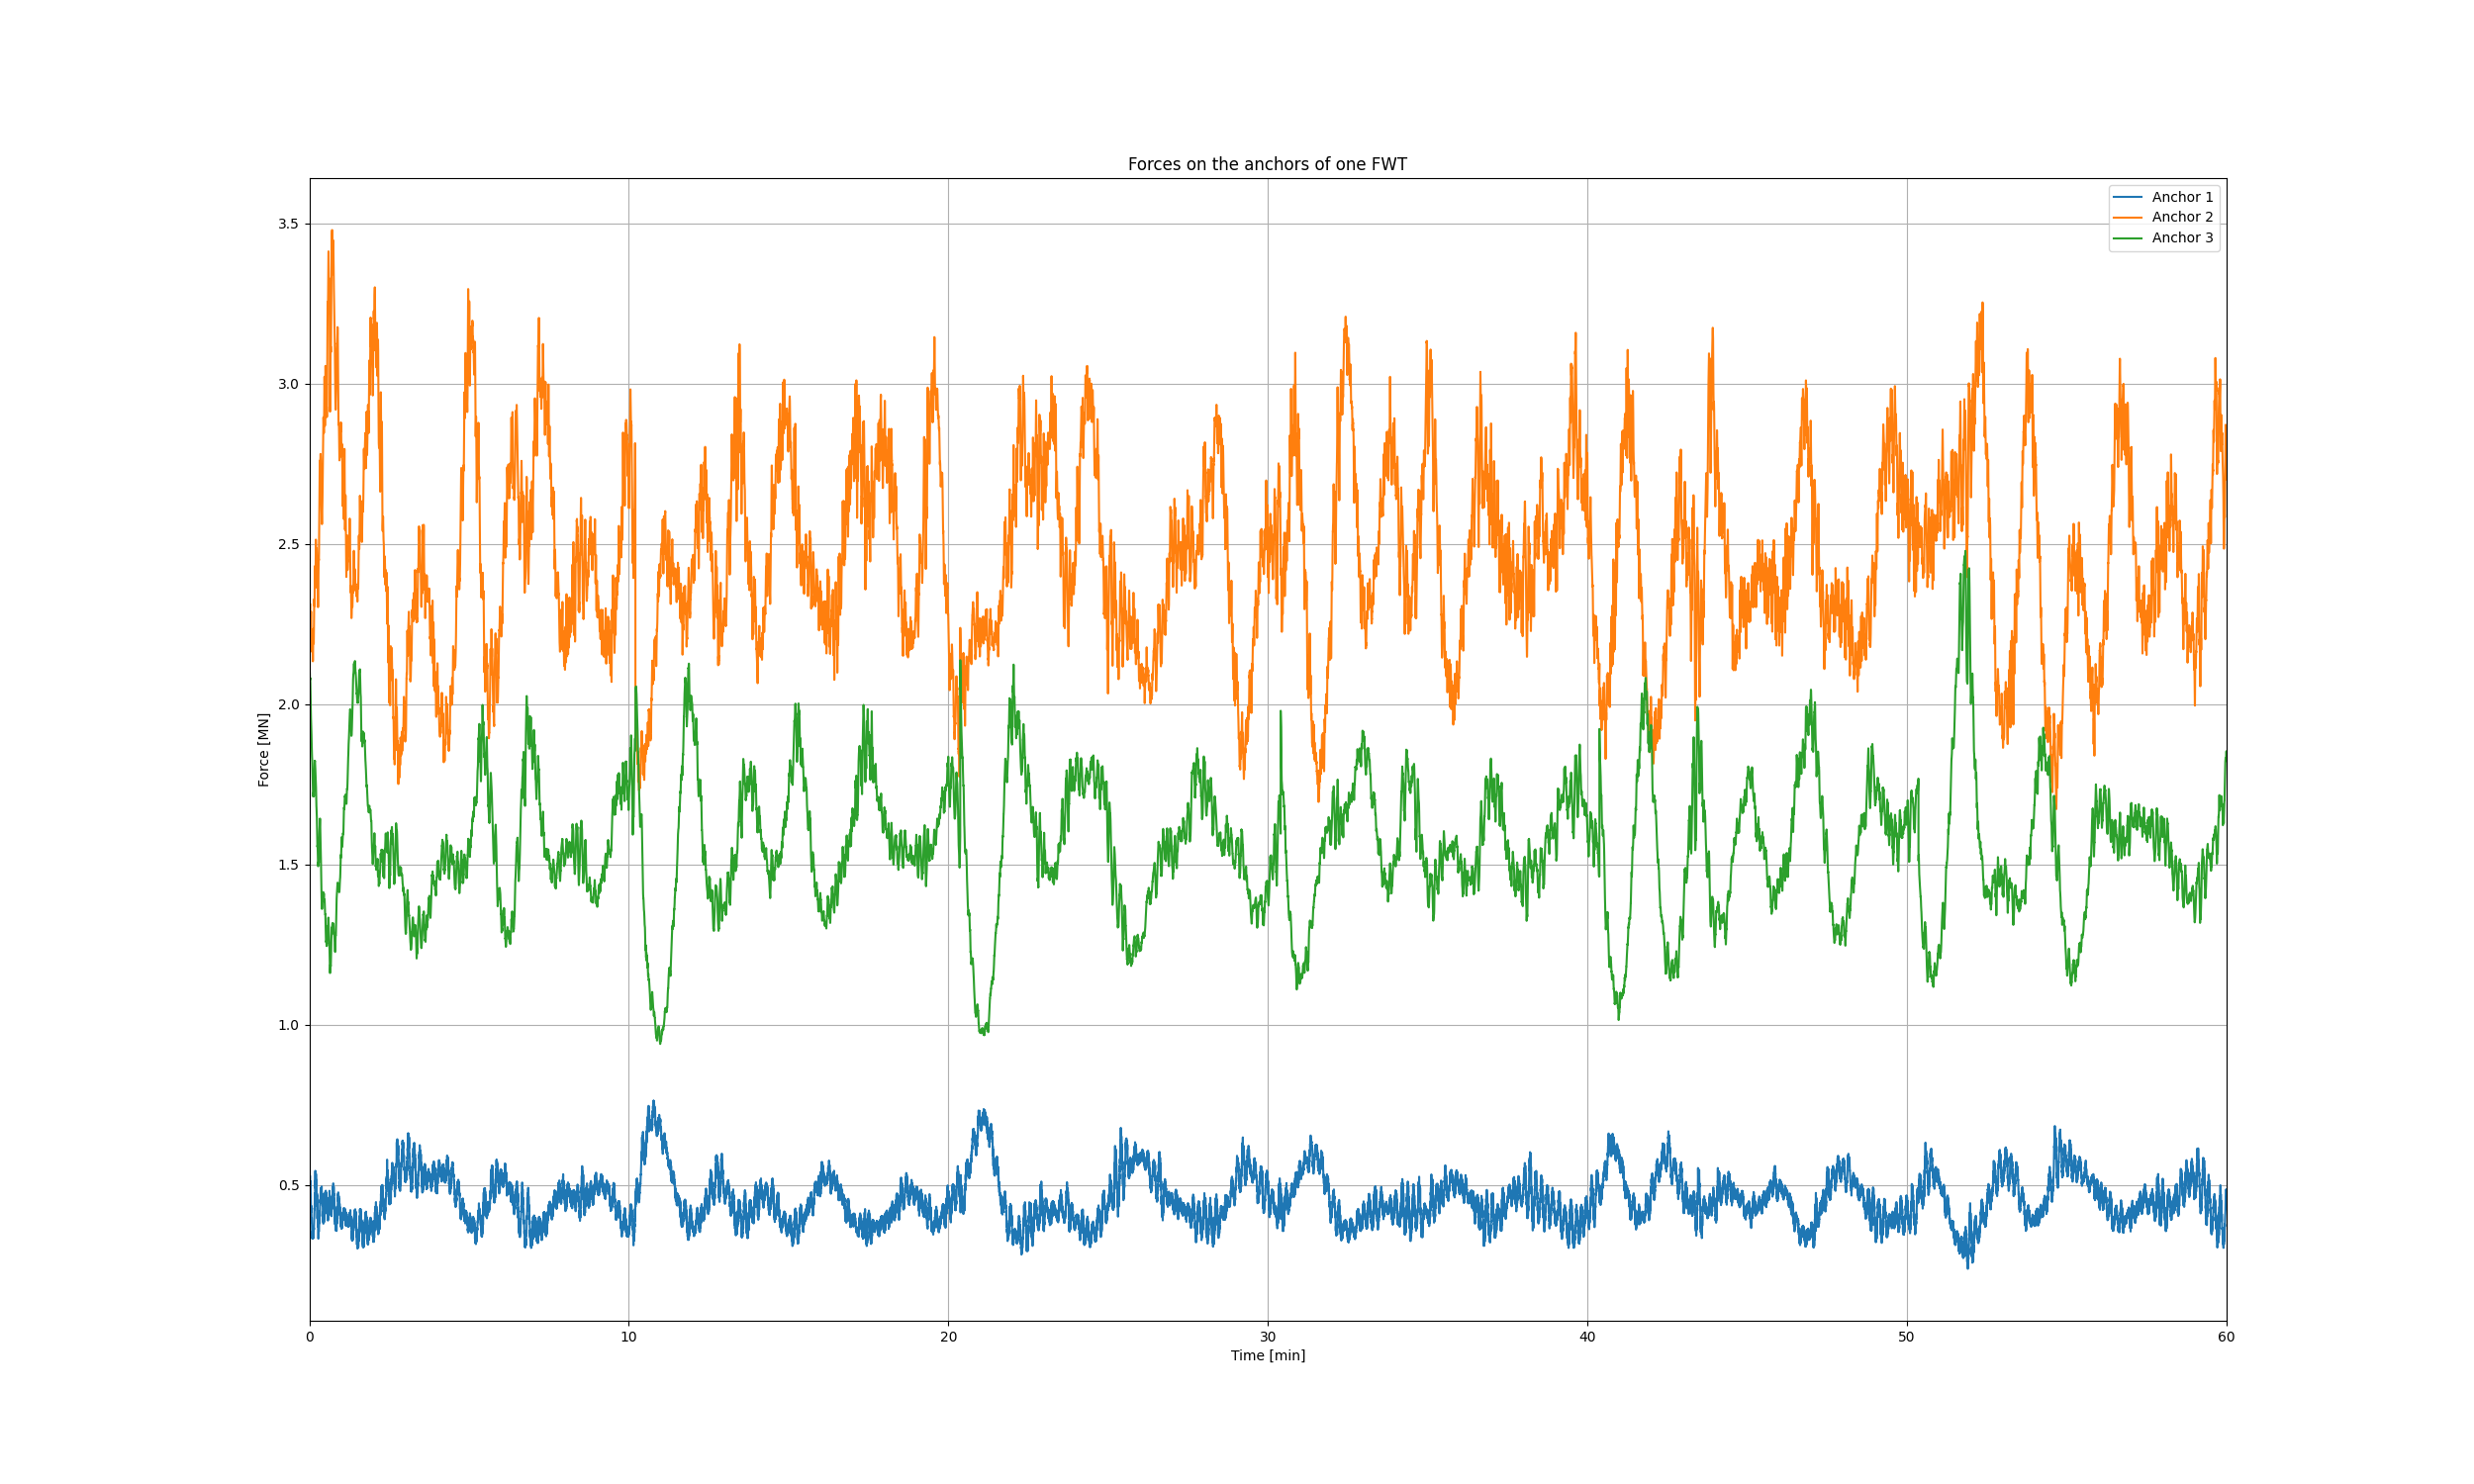 Forces on the anchors of one FWT
Anchor 1
Anchor 2
Anchor 3
Force [MN]
3.5
3.0
2.5
2.0
1.5
1.0
0.5
0 10 20 30 40 50 60
Time [min]